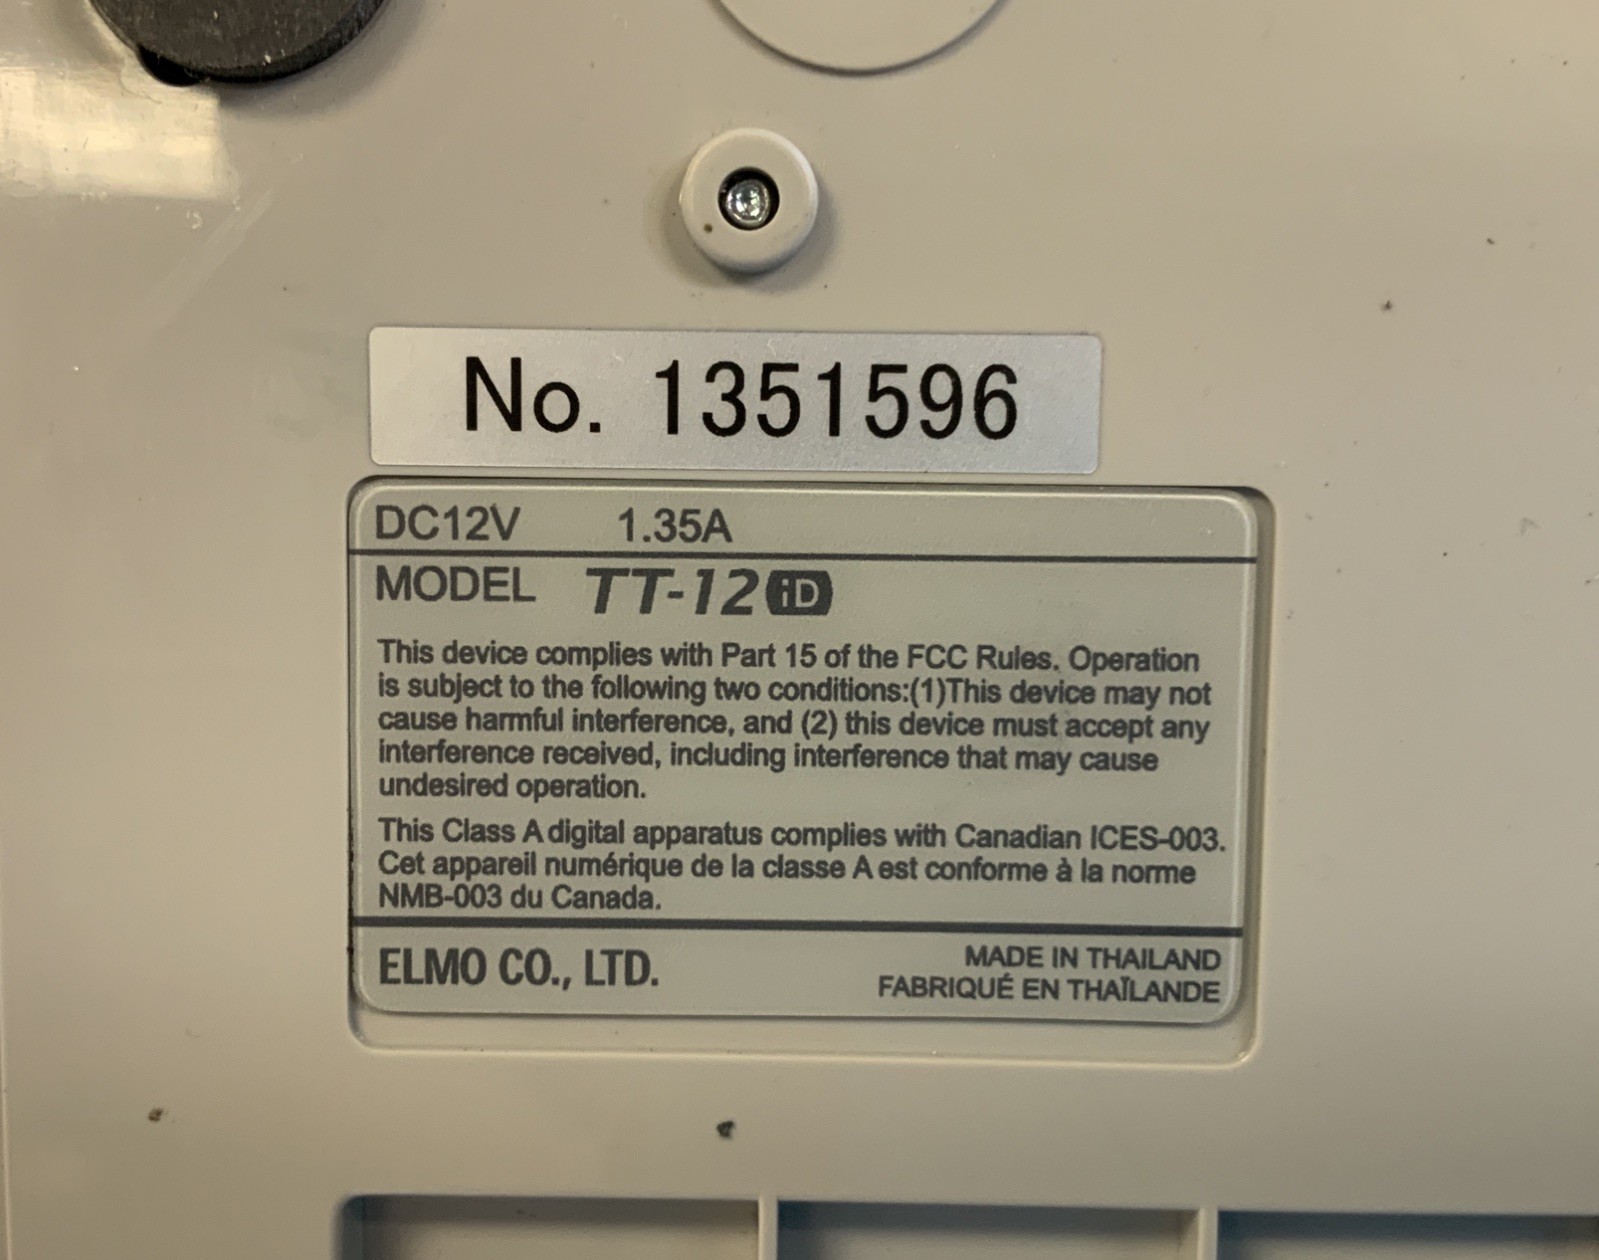 No. 1351596
DC12V 1.35A
MODEL TT-12iD
This device complies with Part 15 of the FCC Rules. Operation
is subject to the following two conditions:(1)This device may not
cause harmful interference, and (2) this device must accept any
interference received, including interference that may cause
undesired operation.
This Class A digital apparatus complies with Canadian ICES-003.
Cet appareil numérique de la classe A est conforme à la norme
NMB-003 du Canada.
ELMO CO., LTD.
MADE IN THAILAND
FABRIQUÉ EN THAÏLANDE